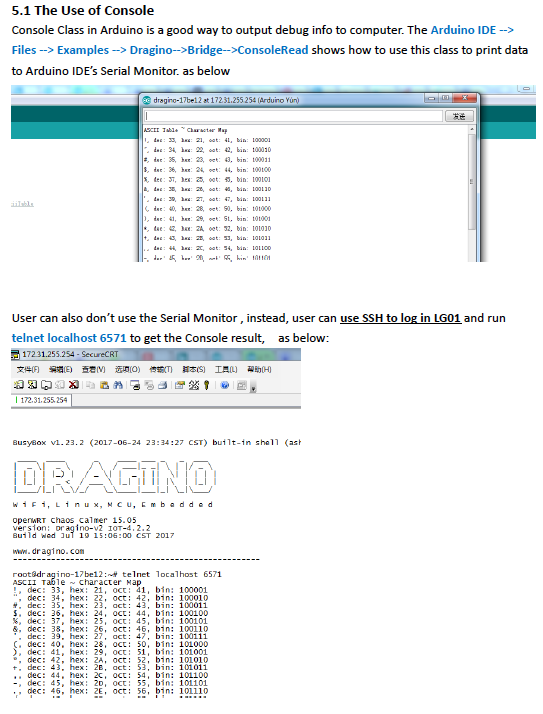 5.1 The Use of Console
Console Class in Arduino is a good way to output debug info to computer. The Arduino IDE -->
Files --> Examples --> Dragino-->Bridge-->ConsoleRead shows how to use this class to print data
to Arduino IDE's Serial Monitor. as below
dragino-17be12 at 172.31.255.254 (Arduino Yún)
发送
ASCII Table ~ Character Map
!, dec: 33, hex: 21, oct: 41, bin: 100001
", dec: 34, hex: 22, oct: 42, bin: 100010
#, dec: 35, hex: 23, oct: 43, bin: 100011
$, dec: 36, hex: 24, oct: 44, bin: 100100
%, dec: 37, hex: 25, oct: 45, bin: 100101
&, dec: 38, hex: 26, oct: 46, bin: 100110
', dec: 39, hex: 27, oct: 47, bin: 100111
(, dec: 40, hex: 28, oct: 50, bin: 101000
), dec: 41, hex: 29, oct: 51, bin: 101001
*, dec: 42, hex: 2A, oct: 52, bin: 101010
+, dec: 43, hex: 2B, oct: 53, bin: 101011
,, dec: 44, hex: 2C, oct: 54, bin: 101100
-, dec: 45, hex: 2D, oct: 55, bin: 101101
User can also don't use the Serial Monitor , instead, user can use SSH to log in LG01 and run
telnet localhost 6571 to get the Console result, as below:
172.31.255.254 - SecureCRT
文件(F) 编辑(E) 查看(V) 选项(O) 传输(T) 脚本(S) 工具(L) 帮助(H)
172.31.255.254
BusyBox v1.23.2 (2017-06-24 23:34:27 CST) built-in shell (ash
W i F i, L i n u x, M C U, E m b e d d e d
OpenWRT Chaos Calmer 15.05
Version: Dragino-v2 IoT-4.2.2
Build Wed Jul 19 15:06:00 CST 2017
www.dragino.com
----------------------------------------------------
root@dragino-17be12:~# telnet localhost 6571
ASCII Table ~ Character Map
!, dec: 33, hex: 21, oct: 41, bin: 100001
", dec: 34, hex: 22, oct: 42, bin: 100010
#, dec: 35, hex: 23, oct: 43, bin: 100011
$, dec: 36, hex: 24, oct: 44, bin: 100100
%, dec: 37, hex: 25, oct: 45, bin: 100101
&, dec: 38, hex: 26, oct: 46, bin: 100110
', dec: 39, hex: 27, oct: 47, bin: 100111
(, dec: 40, hex: 28, oct: 50, bin: 101000
), dec: 41, hex: 29, oct: 51, bin: 101001
*, dec: 42, hex: 2A, oct: 52, bin: 101010
+, dec: 43, hex: 2B, oct: 53, bin: 101011
,, dec: 44, hex: 2C, oct: 54, bin: 101100
-, dec: 45, hex: 2D, oct: 55, bin: 101101
., dec: 46, hex: 2E, oct: 56, bin: 101110